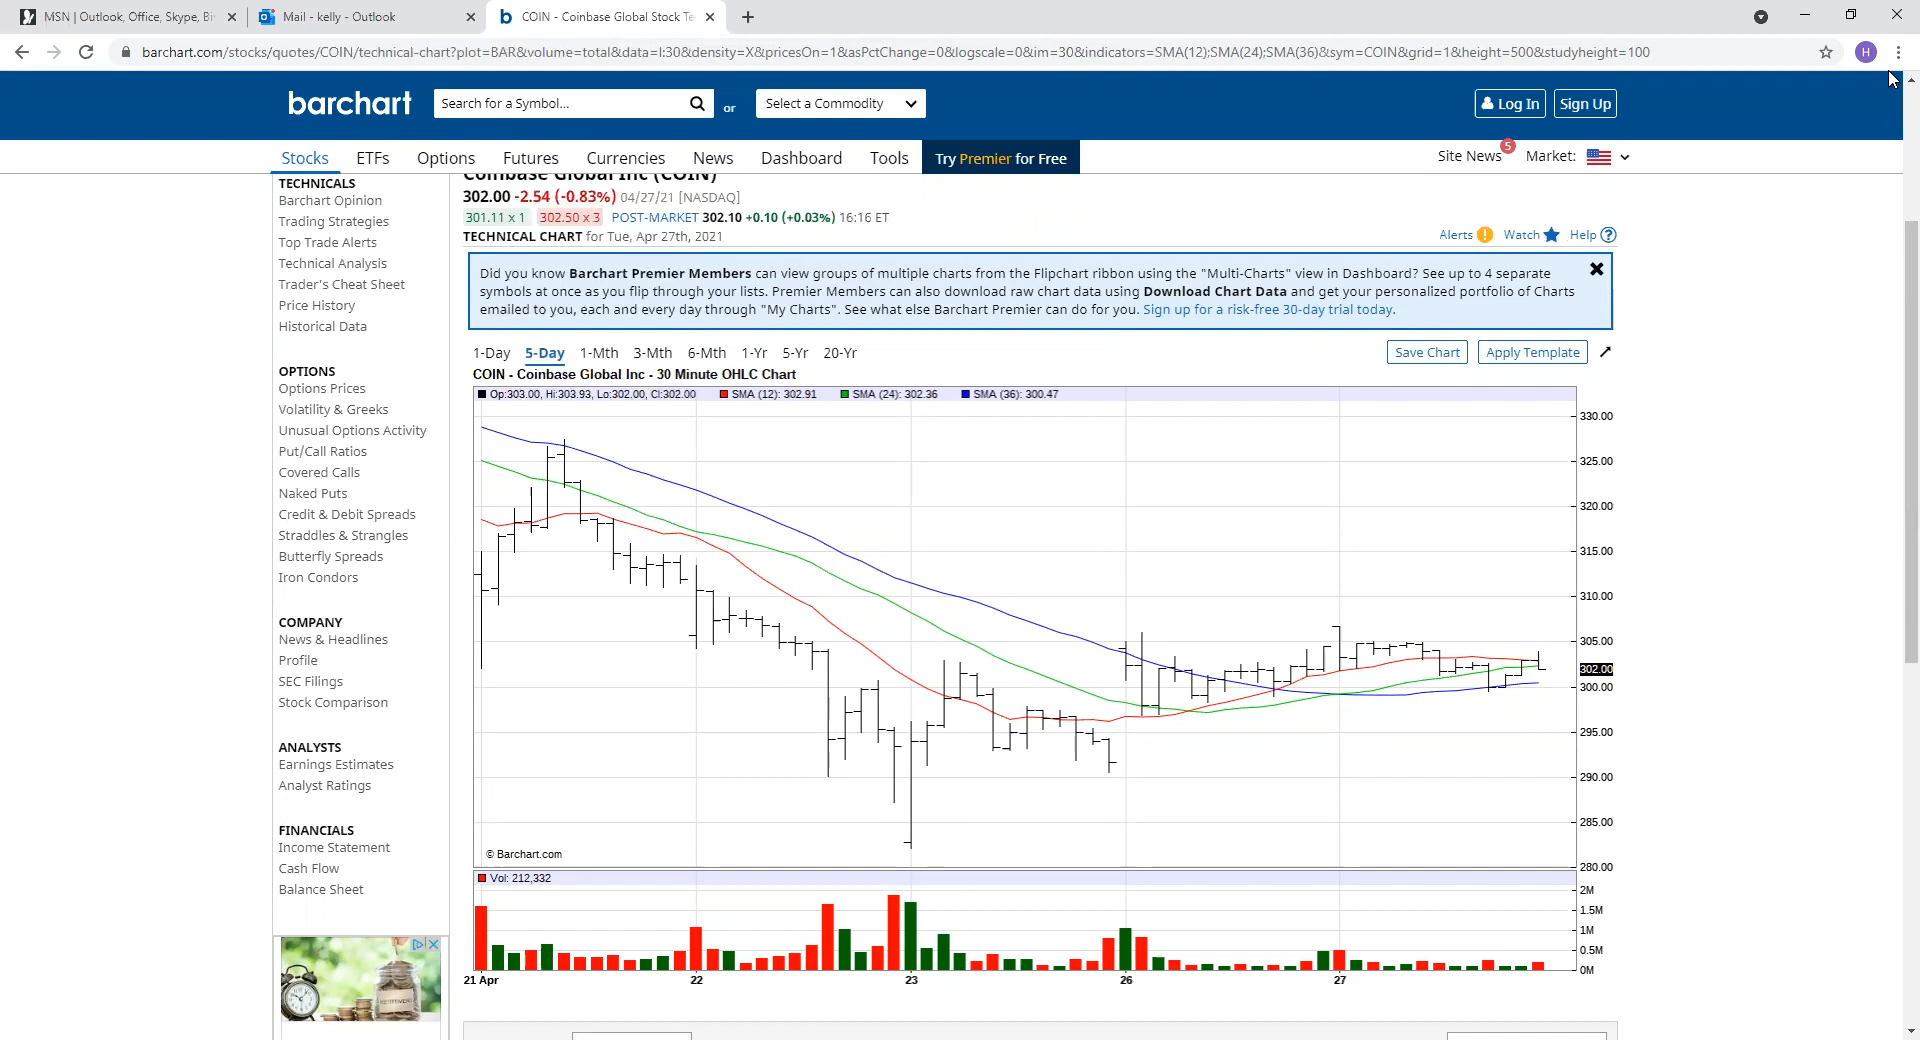 MSN | Outlook, Office, Skype, Bi
Mail - kelly - Outlook
COIN - Coinbase Global Stock Te
barchart.com/stocks/quotes/COIN/technical-chart?plot=BAR&volume=total&data=I:30&density=X&pricesOn=1&asPctChange=0&logscale=0&im=30&indicators=SMA(12);SMA(24);SMA(36)&sym=COIN&grid=1&height=500&studyheight=100
H
barchart
Search for a Symbol...
or
Select a Commodity
Log In
Sign Up
Stocks ETFs Options Futures Currencies News Dashboard Tools Try Premier for Free
Site News 5 Market:
Coinbase Global Inc (COIN)
302.00 -2.54 (-0.83%) 04/27/21 [NASDAQ]
301.11 x 1 302.50 x 3 POST-MARKET 302.10 +0.10 (+0.03%) 16:16 ET
TECHNICAL CHART for Tue, Apr 27th, 2021
Alerts Watch Help
TECHNICALS
Barchart Opinion
Trading Strategies
Top Trade Alerts
Technical Analysis
Trader's Cheat Sheet
Price History
Historical Data
OPTIONS
Options Prices
Volatility & Greeks
Unusual Options Activity
Put/Call Ratios
Covered Calls
Naked Puts
Credit & Debit Spreads
Straddles & Strangles
Butterfly Spreads
Iron Condors
COMPANY
News & Headlines
Profile
SEC Filings
Stock Comparison
ANALYSTS
Earnings Estimates
Analyst Ratings
FINANCIALS
Income Statement
Cash Flow
Balance Sheet
Did you know Barchart Premier Members can view groups of multiple charts from the Flipchart ribbon using the "Multi-Charts" view in Dashboard? See up to 4 separate
symbols at once as you flip through your lists. Premier Members can also download raw chart data using Download Chart Data and get your personalized portfolio of Charts
emailed to you, each and every day through "My Charts". See what else Barchart Premier can do for you. Sign up for a risk-free 30-day trial today.
1-Day 5-Day 1-Mth 3-Mth 6-Mth 1-Yr 5-Yr 20-Yr
Save Chart
Apply Template
COIN - Coinbase Global Inc - 30 Minute OHLC Chart
Op:303.00, Hi:303.93, Lo:302.00, Cl:302.00 SMA (12): 302.91 SMA (24): 302.36 SMA (36): 300.47
330.00
325.00
320.00
315.00
310.00
305.00
302.00
300.00
295.00
290.00
285.00
280.00
© Barchart.com
Vol: 212,332
2M
1.5M
1M
0.5M
0M
21 Apr 22 23 26 27